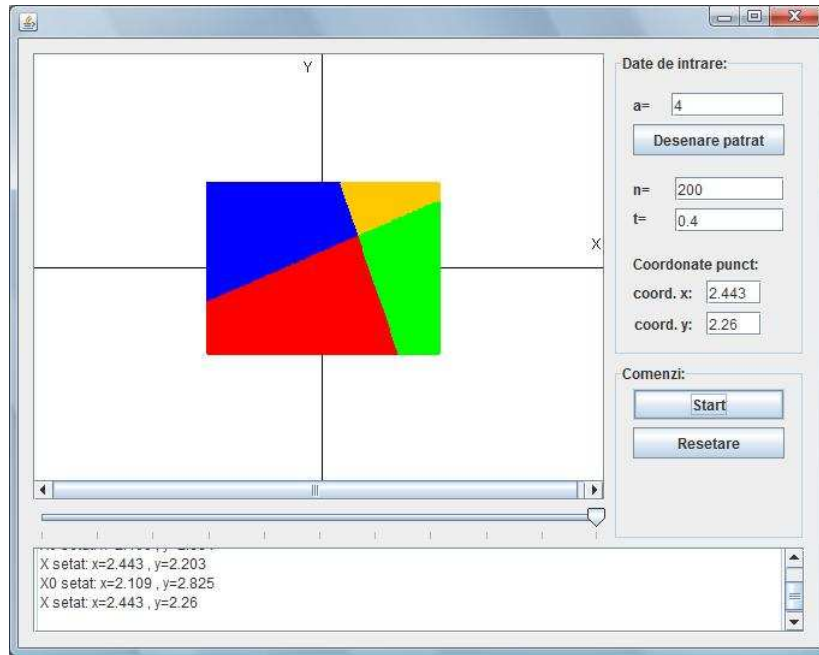 Y
X
Date de intrare:
a= 4
Desenare patrat
n= 200
t= 0.4
Coordonate punct:
coord. x: 2.443
coord. y: 2.26
Comenzi:
Start
Resetare
X setat: x=2.443 , y=2.203
X0 setat: x=2.109 , y=2.825
X setat: x=2.443 , y=2.26